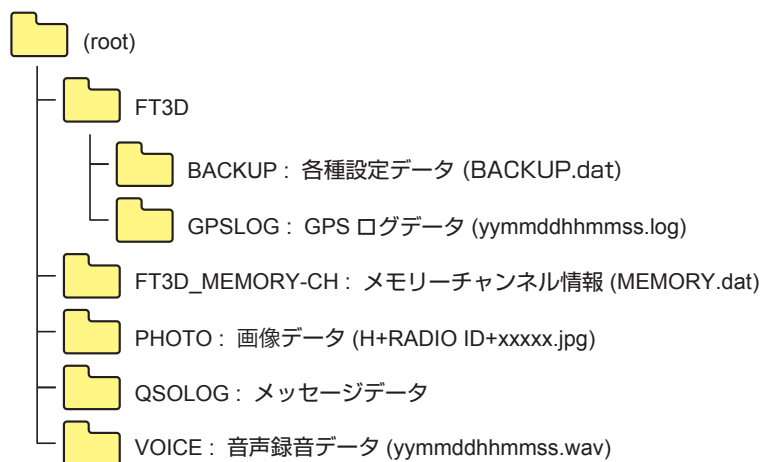 (root)
FT3D
BACKUP : 各種設定データ (BACKUP.dat)
GPSLOG : GPS ログデータ (yymmddhhmmss.log)
FT3D_MEMORY-CH : メモリーチャンネル情報 (MEMORY.dat)
PHOTO : 画像データ (H+RADIO ID+xxxxx.jpg)
QSOLOG : メッセージデータ
VOICE : 音声録音データ (yymmddhhmmss.wav)